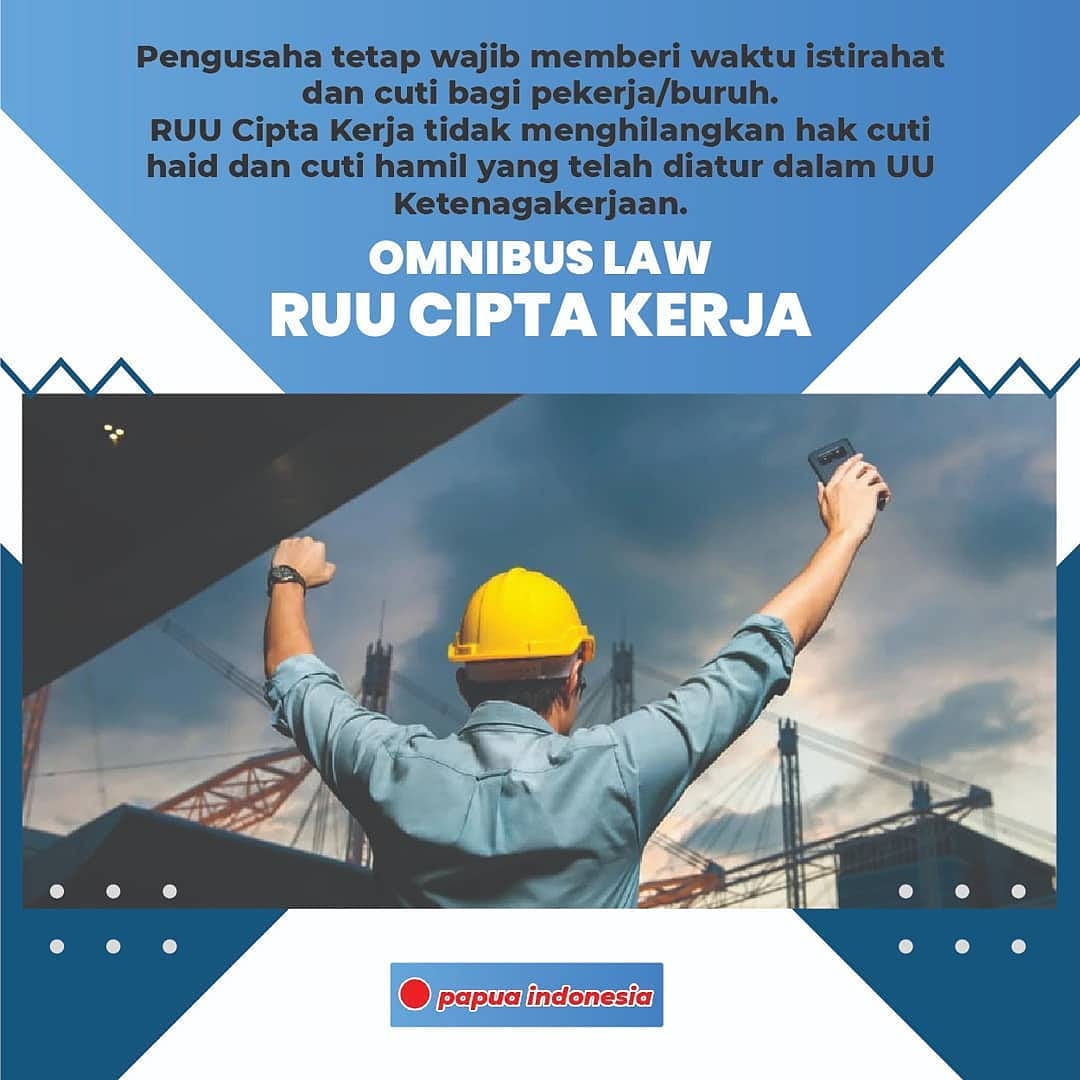 Pengusaha tetap wajib memberi waktu istirahat
dan cuti bagi pekerja/buruh.
RUU Cipta Kerja tidak menghilangkan hak cuti
haid dan cuti hamil yang telah diatur dalam UU
Ketenagakerjaan.
OMNIBUS LAW
RUU CIPTA KERJA
papua indonesia